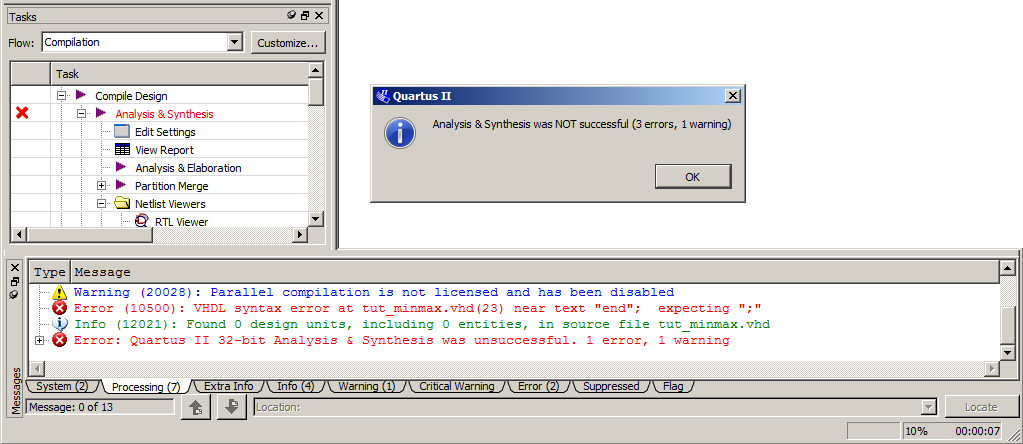 Tasks
Flow: Compilation Customize...
Task
Compile Design
Analysis & Synthesis
Edit Settings
View Report
Analysis & Elaboration
Partition Merge
Netlist Viewers
RTL Viewer
Quartus II
Analysis & Synthesis was NOT successful (3 errors, 1 warning)
OK
Type Message
Warning (20028): Parallel compilation is not licensed and has been disabled
Error (10500): VHDL syntax error at tut_minmax.vhd(23) near text "end";  expecting ";"
Info (12021): Found 0 design units, including 0 entities, in source file tut_minmax.vhd
Error: Quartus II 32-bit Analysis & Synthesis was unsuccessful. 1 error, 1 warning
System (2) Processing (7) Extra Info Info (4) Warning (1) Critical Warning Error (2) Suppressed Flag
Messages
Message: 0 of 13 Location: Locate
10% 00:00:07